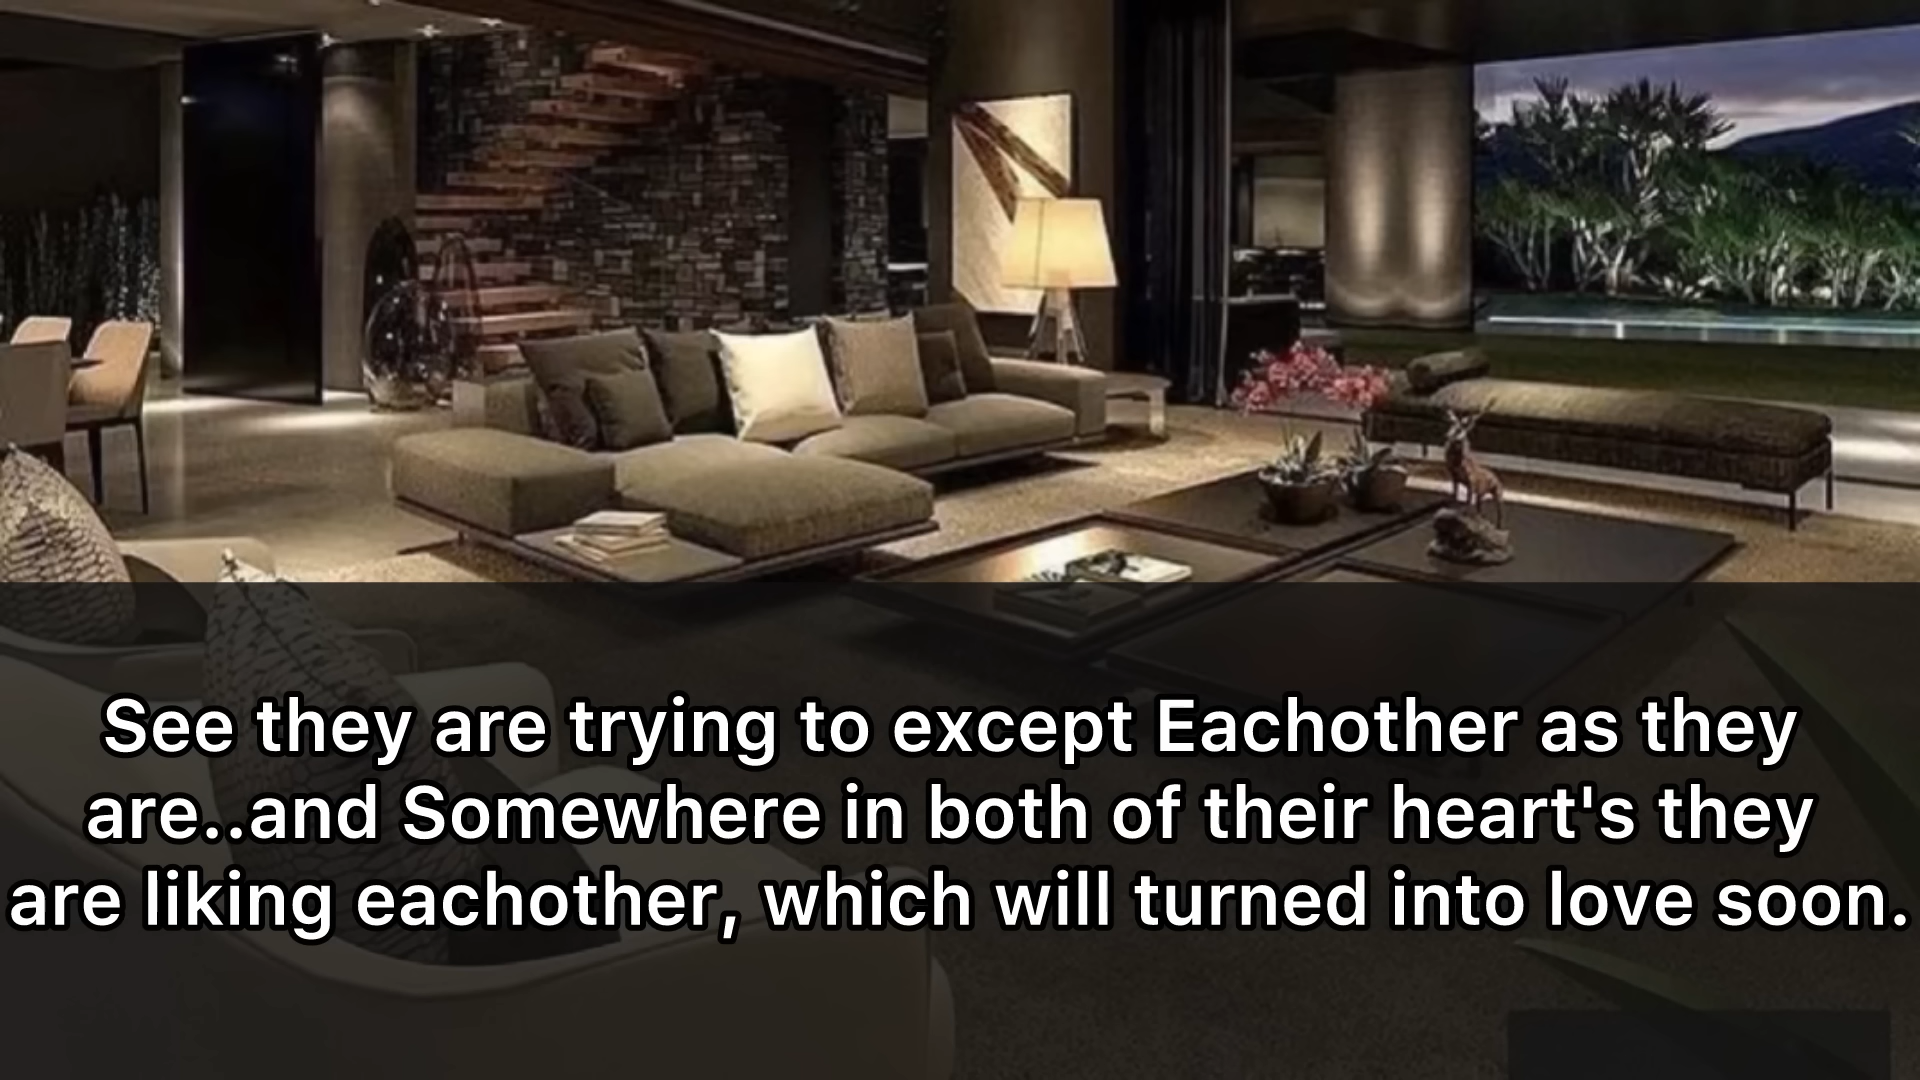 See they are trying to except Eachother as they
are..and Somewhere in both of their heart's they
are liking eachother, which will turned into love soon.